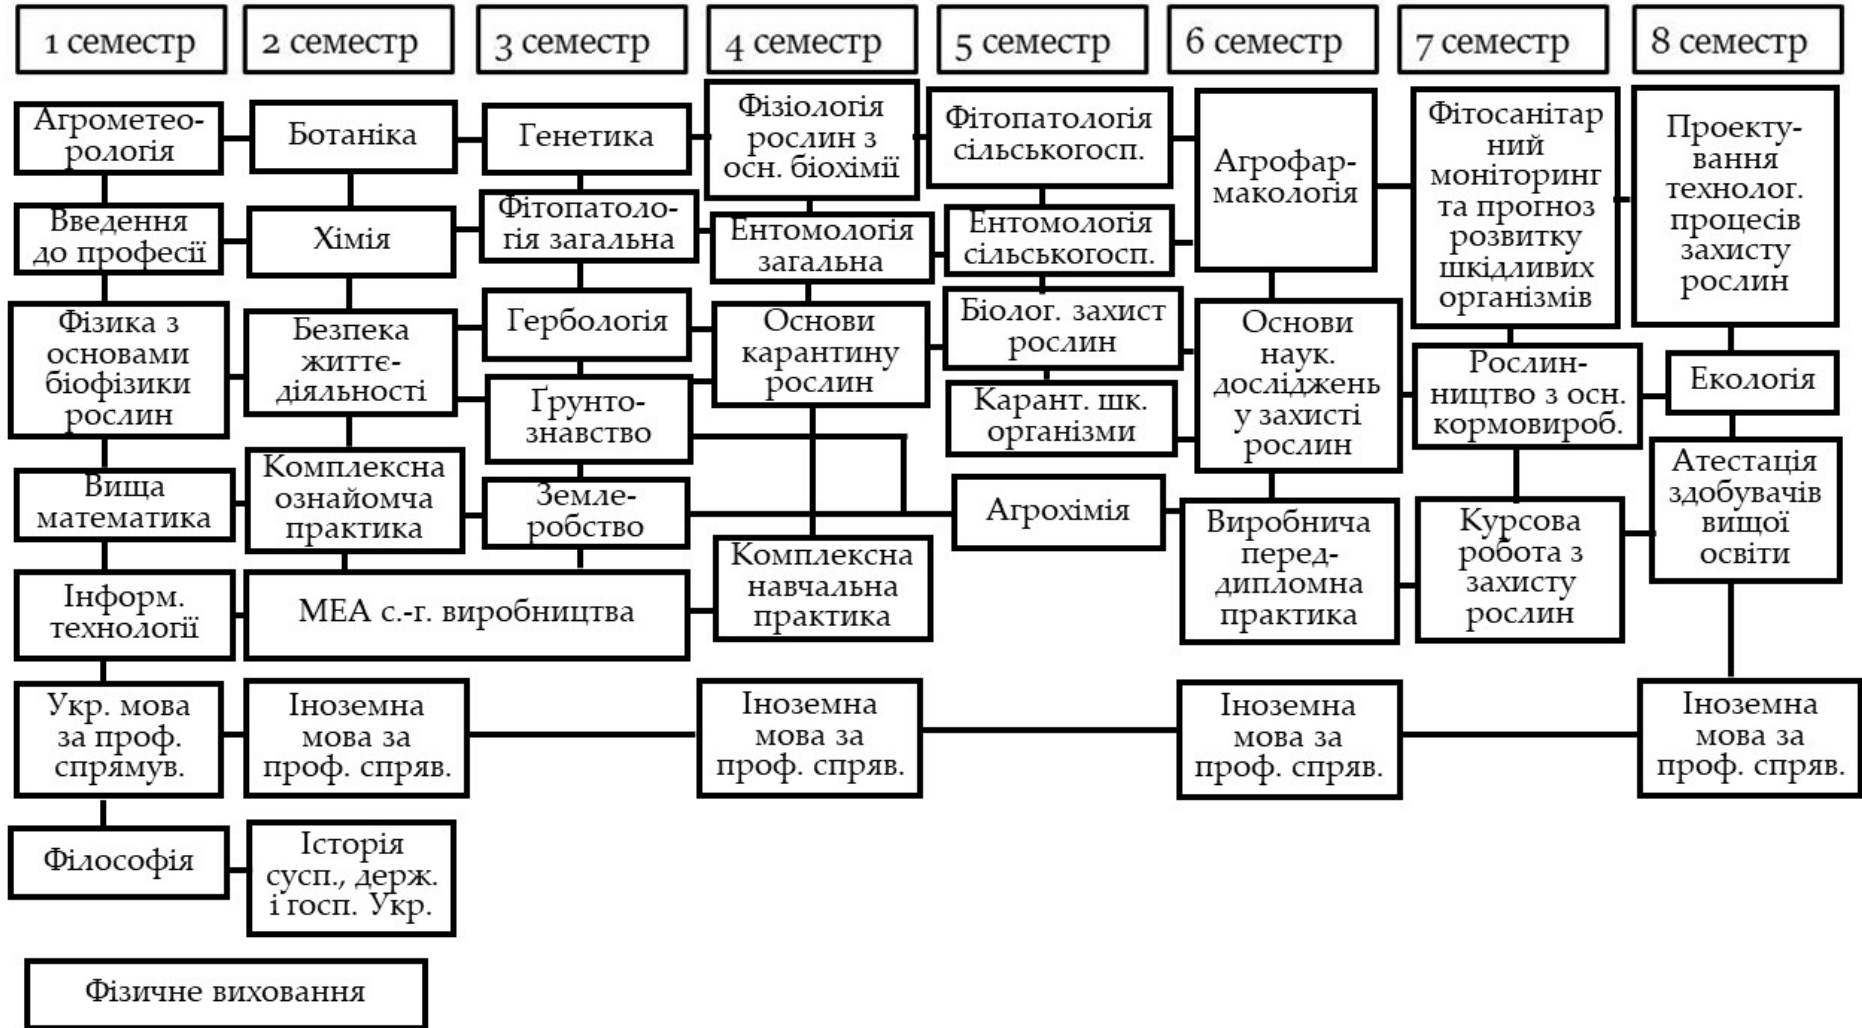 1 семестр
2 семестр
3 семестр
4 семестр
5 семестр
6 семестр
7 семестр
8 семестр
Агрометео-
рологія
Введення
до професії
Фізика з
основами
біофізики
рослин
Вища
математика
Інформ.
технології
Укр. мова
за проф.
спрямув.
Філософія
Фізичне виховання
Ботаніка
Хімія
Безпека
життє-
діяльності
Комплексна
ознайомча
практика
МЕА с.-г. виробництва
Іноземна
мова за
проф. спряв.
Історія
сусп., держ.
і госп. Укр.
Генетика
Фітопатоло-
гія загальна
Гербологія
Ґрунто-
знавство
Земле-
робство
Фізіологія
рослин з
осн. біохімії
Ентомологія
загальна
Основи
карантину
рослин
Комплексна
навчальна
практика
Іноземна
мова за
проф. спряв.
Фітопатологія
сільськогосп.
Ентомологія
сільськогосп.
Біолог. захист
рослин
Карант. шк.
організми
Агрохімія
Агрофар-
макологія
Основи
наук.
досліджень
у захисті
рослин
Виробнича
перед-
дипломна
практика
Іноземна
мова за
проф. спряв.
Фітосанітар
ний
моніторинг
та прогноз
розвитку
шкідливих
організмів
Рослин-
ництво з осн.
кормовироб.
Курсова
робота з
захисту
рослин
Проекту-
вання
технолог.
процесів
захисту
рослин
Екологія
Атестація
здобувачів
вищої
освіти
Іноземна
мова за
проф. спряв.